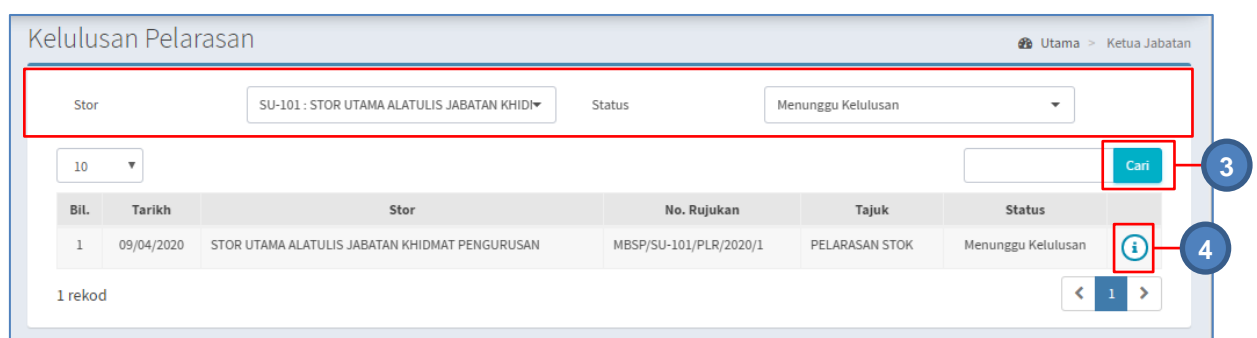 Kelulusan Pelarasan
Utama > Ketua Jabatan
Stor SU-101 : STOR UTAMA ALATULIS JABATAN KHIDI Status Menunggu Kelulusan
10 Cari 3
Bil. Tarikh Stor No. Rujukan Tajuk Status
1 09/04/2020 STOR UTAMA ALATULIS JABATAN KHIDMAT PENGURUSAN MBSP/SU-101/PLR/2020/1 PELARASAN STOK Menunggu Kelulusan 4
1 rekod 1